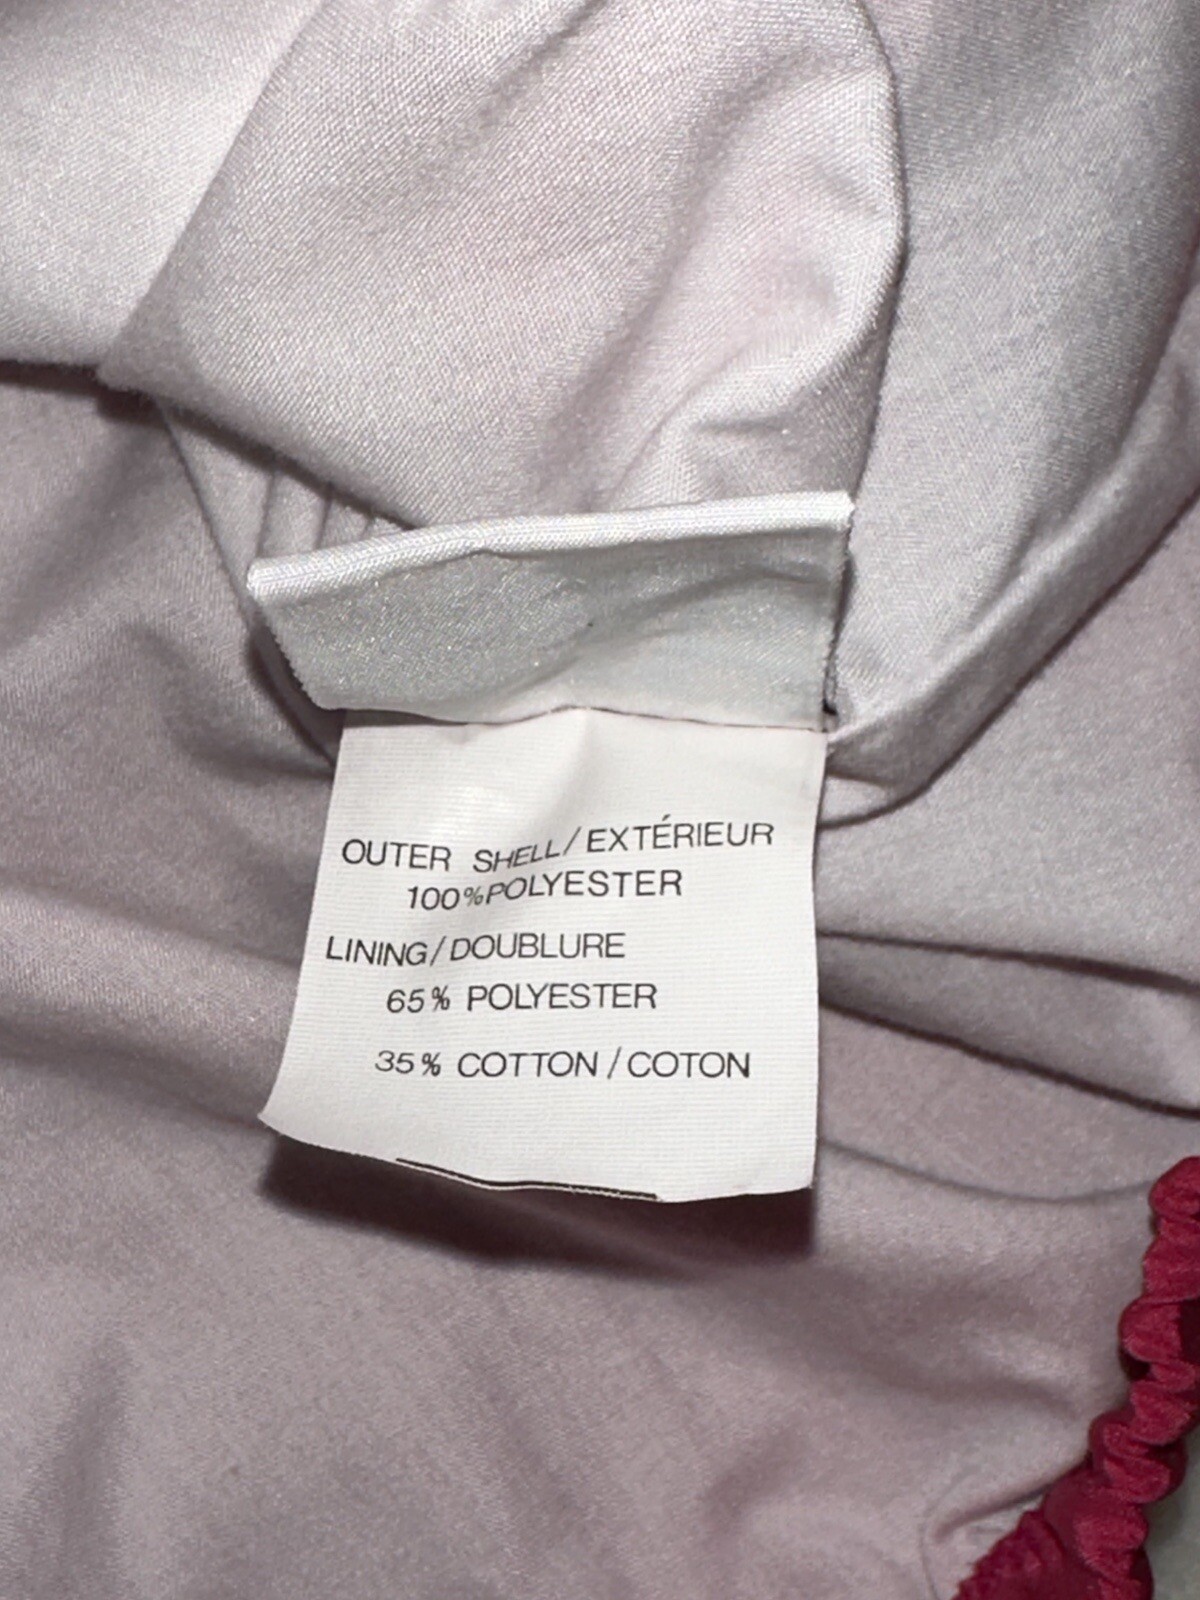 OUTER SHELL/EXTÉRIEUR
100%POLYESTER
LINING/DOUBLURE
65% POLYESTER
35% COTTON/COTON